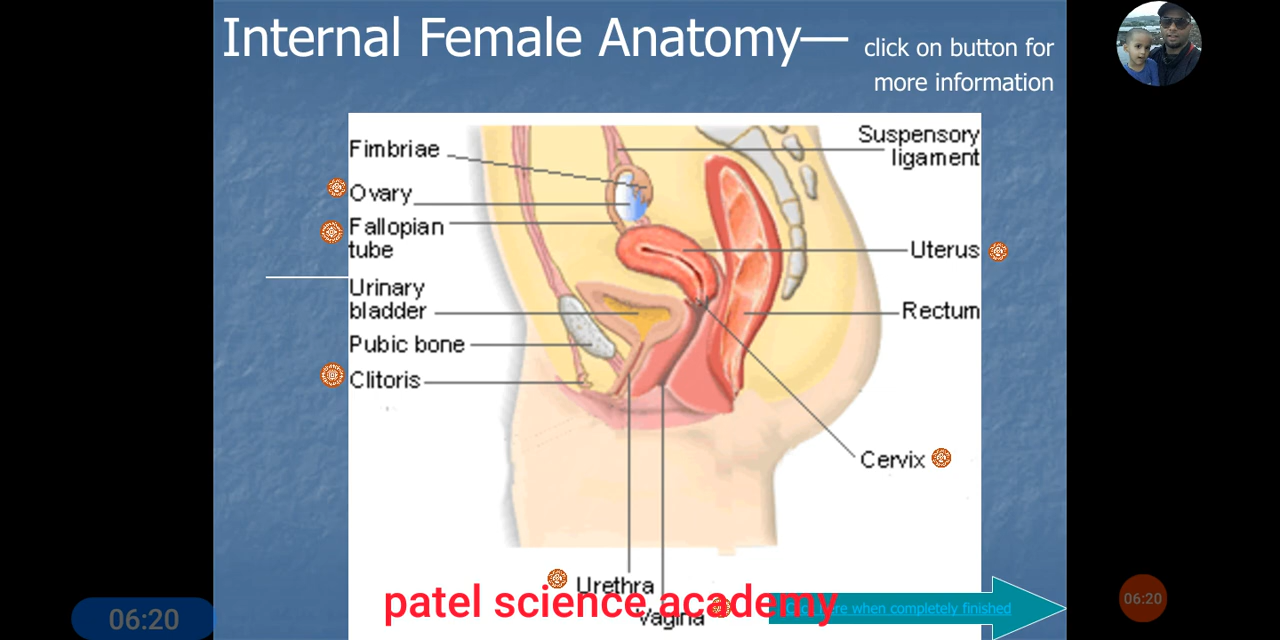 Internal Female Anatomy— click on button for
more information
Fimbriae
Ovary
Fallopian
tube
Urinary
bladder
Pubic bone
Clitoris
Suspensory
ligament
Uterus
Rectum
Cervix
Urethra
Vagina
patel science academy
here when completely finished
06:20
06:20